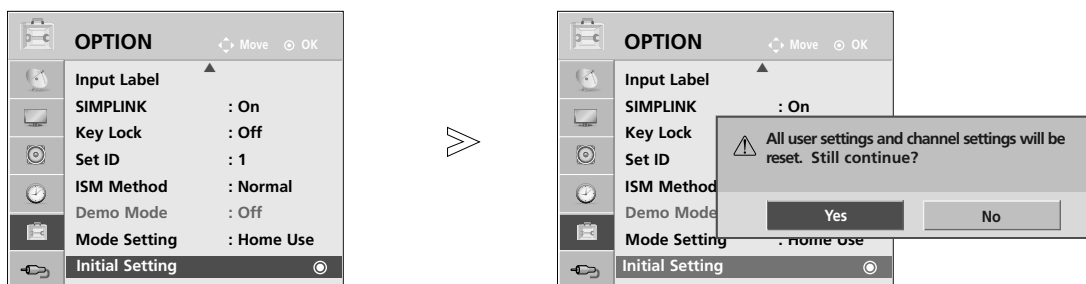 OPTION
Move
OK
Input Label
SIMPLINK : On
Key Lock : Off
Set ID : 1
ISM Method : Normal
Demo Mode : Off
Mode Setting : Home Use
Initial Setting
OPTION
Move
OK
Input Label
SIMPLINK : On
Key Lock
Set ID
ISM Method
Demo Mode
Mode Setting : Home Use
Initial Setting
All user settings and channel settings will be
reset. Still continue?
Yes
No